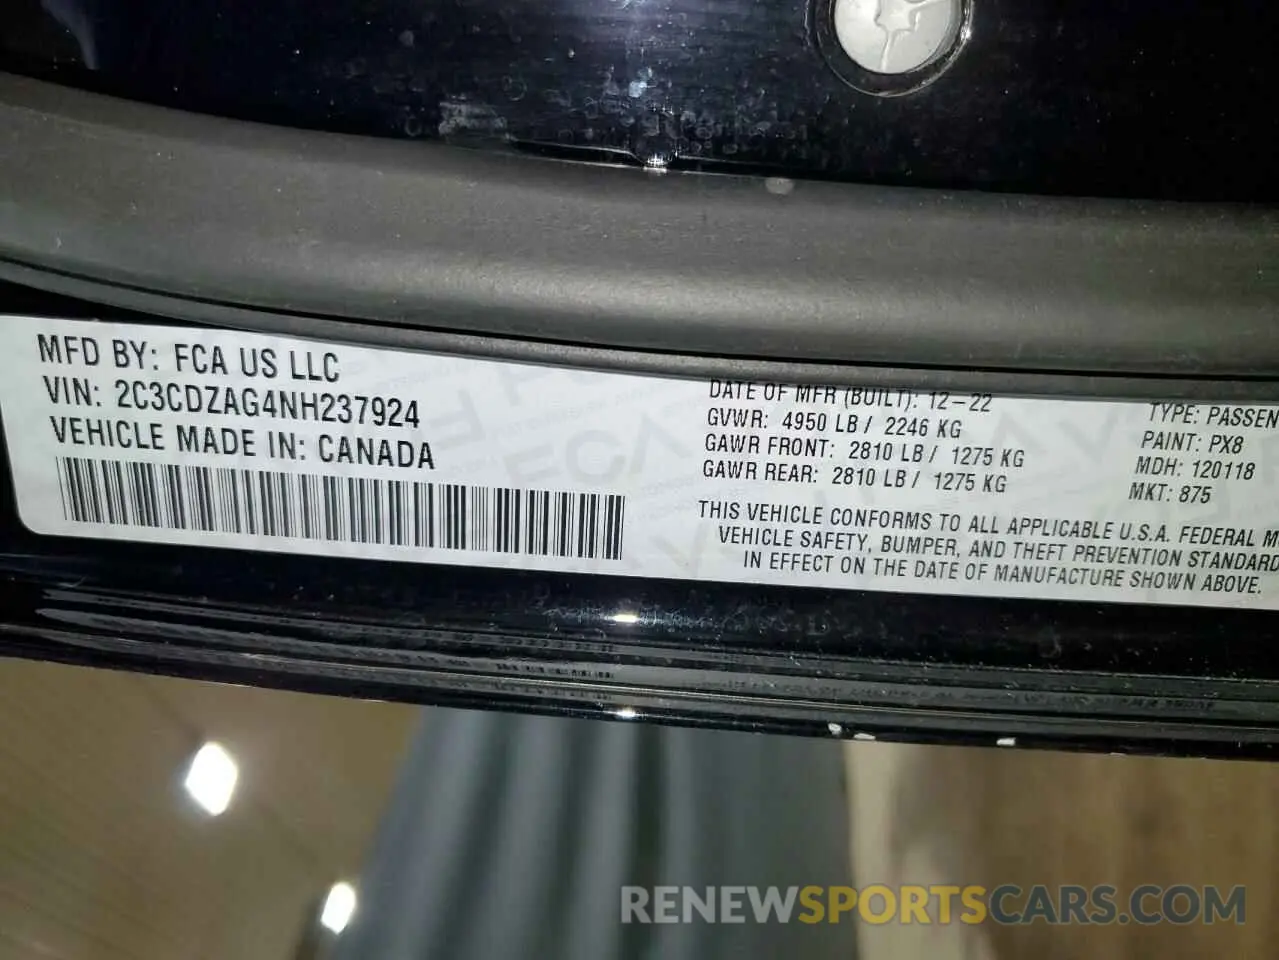 MFD BY: FCA US LLC
VIN: 2C3CDZAG4NH237924
VEHICLE MADE IN: CANADA
DATE OF MFR (BUILT): 12-22
GVWR: 4950 LB / 2246 KG
GAWR FRONT: 2810 LB / 1275 KG
GAWR REAR: 2810 LB / 1275 KG
THIS VEHICLE CONFORMS TO ALL APPLICABLE U.S.A. FEDERAL M
VEHICLE SAFETY, BUMPER, AND THEFT PREVENTION STANDARD
IN EFFECT ON THE DATE OF MANUFACTURE SHOWN ABOVE.
TYPE: PASSEN
PAINT: PX8
MDH: 120118
MKT: 875
RENEWSPORTSCARS.COM